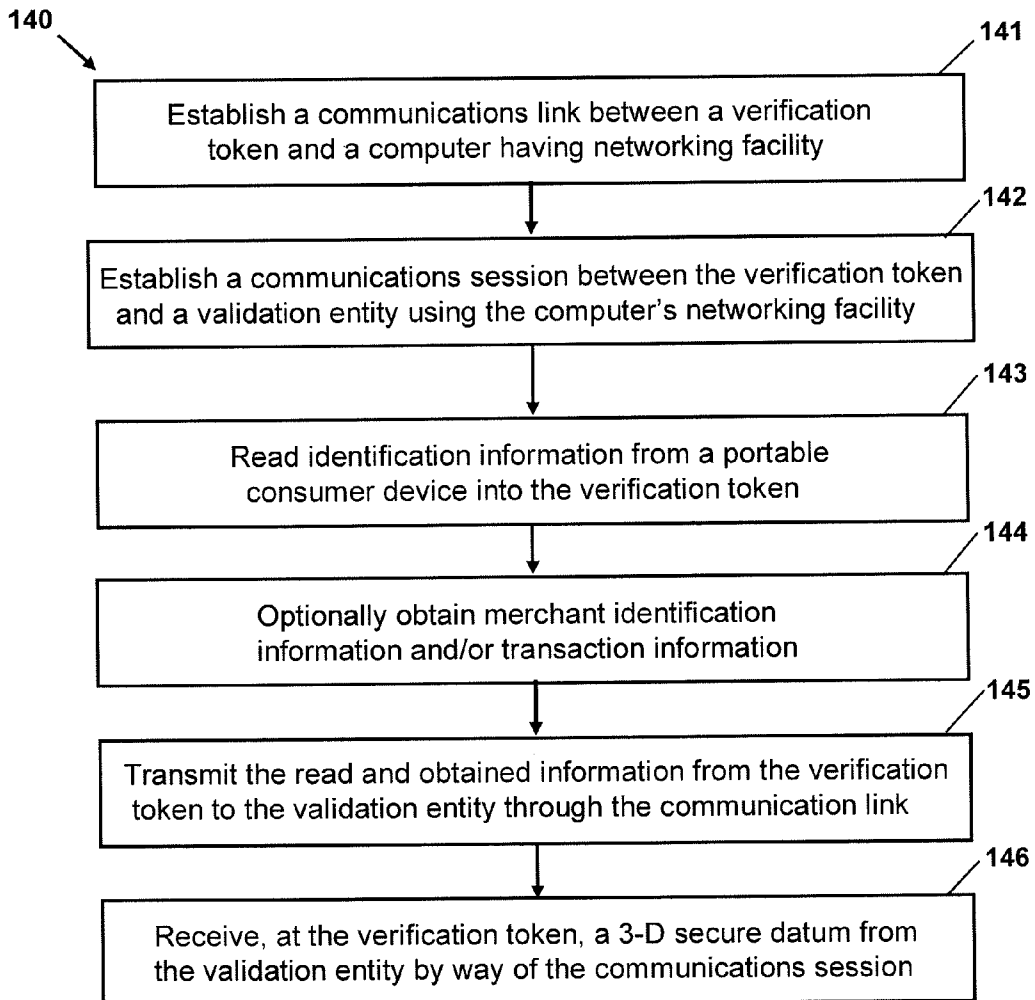 140
141
Establish a communications link between a verification
token and a computer having networking facility
142
Establish a communications session between the verification token
and a validation entity using the computer's networking facility
143
Read identification information from a portable
consumer device into the verification token
144
Optionally obtain merchant identification
information and/or transaction information
145
Transmit the read and obtained information from the verification
token to the validation entity through the communication link
146
Receive, at the verification token, a 3-D secure datum from
the validation entity by way of the communications session